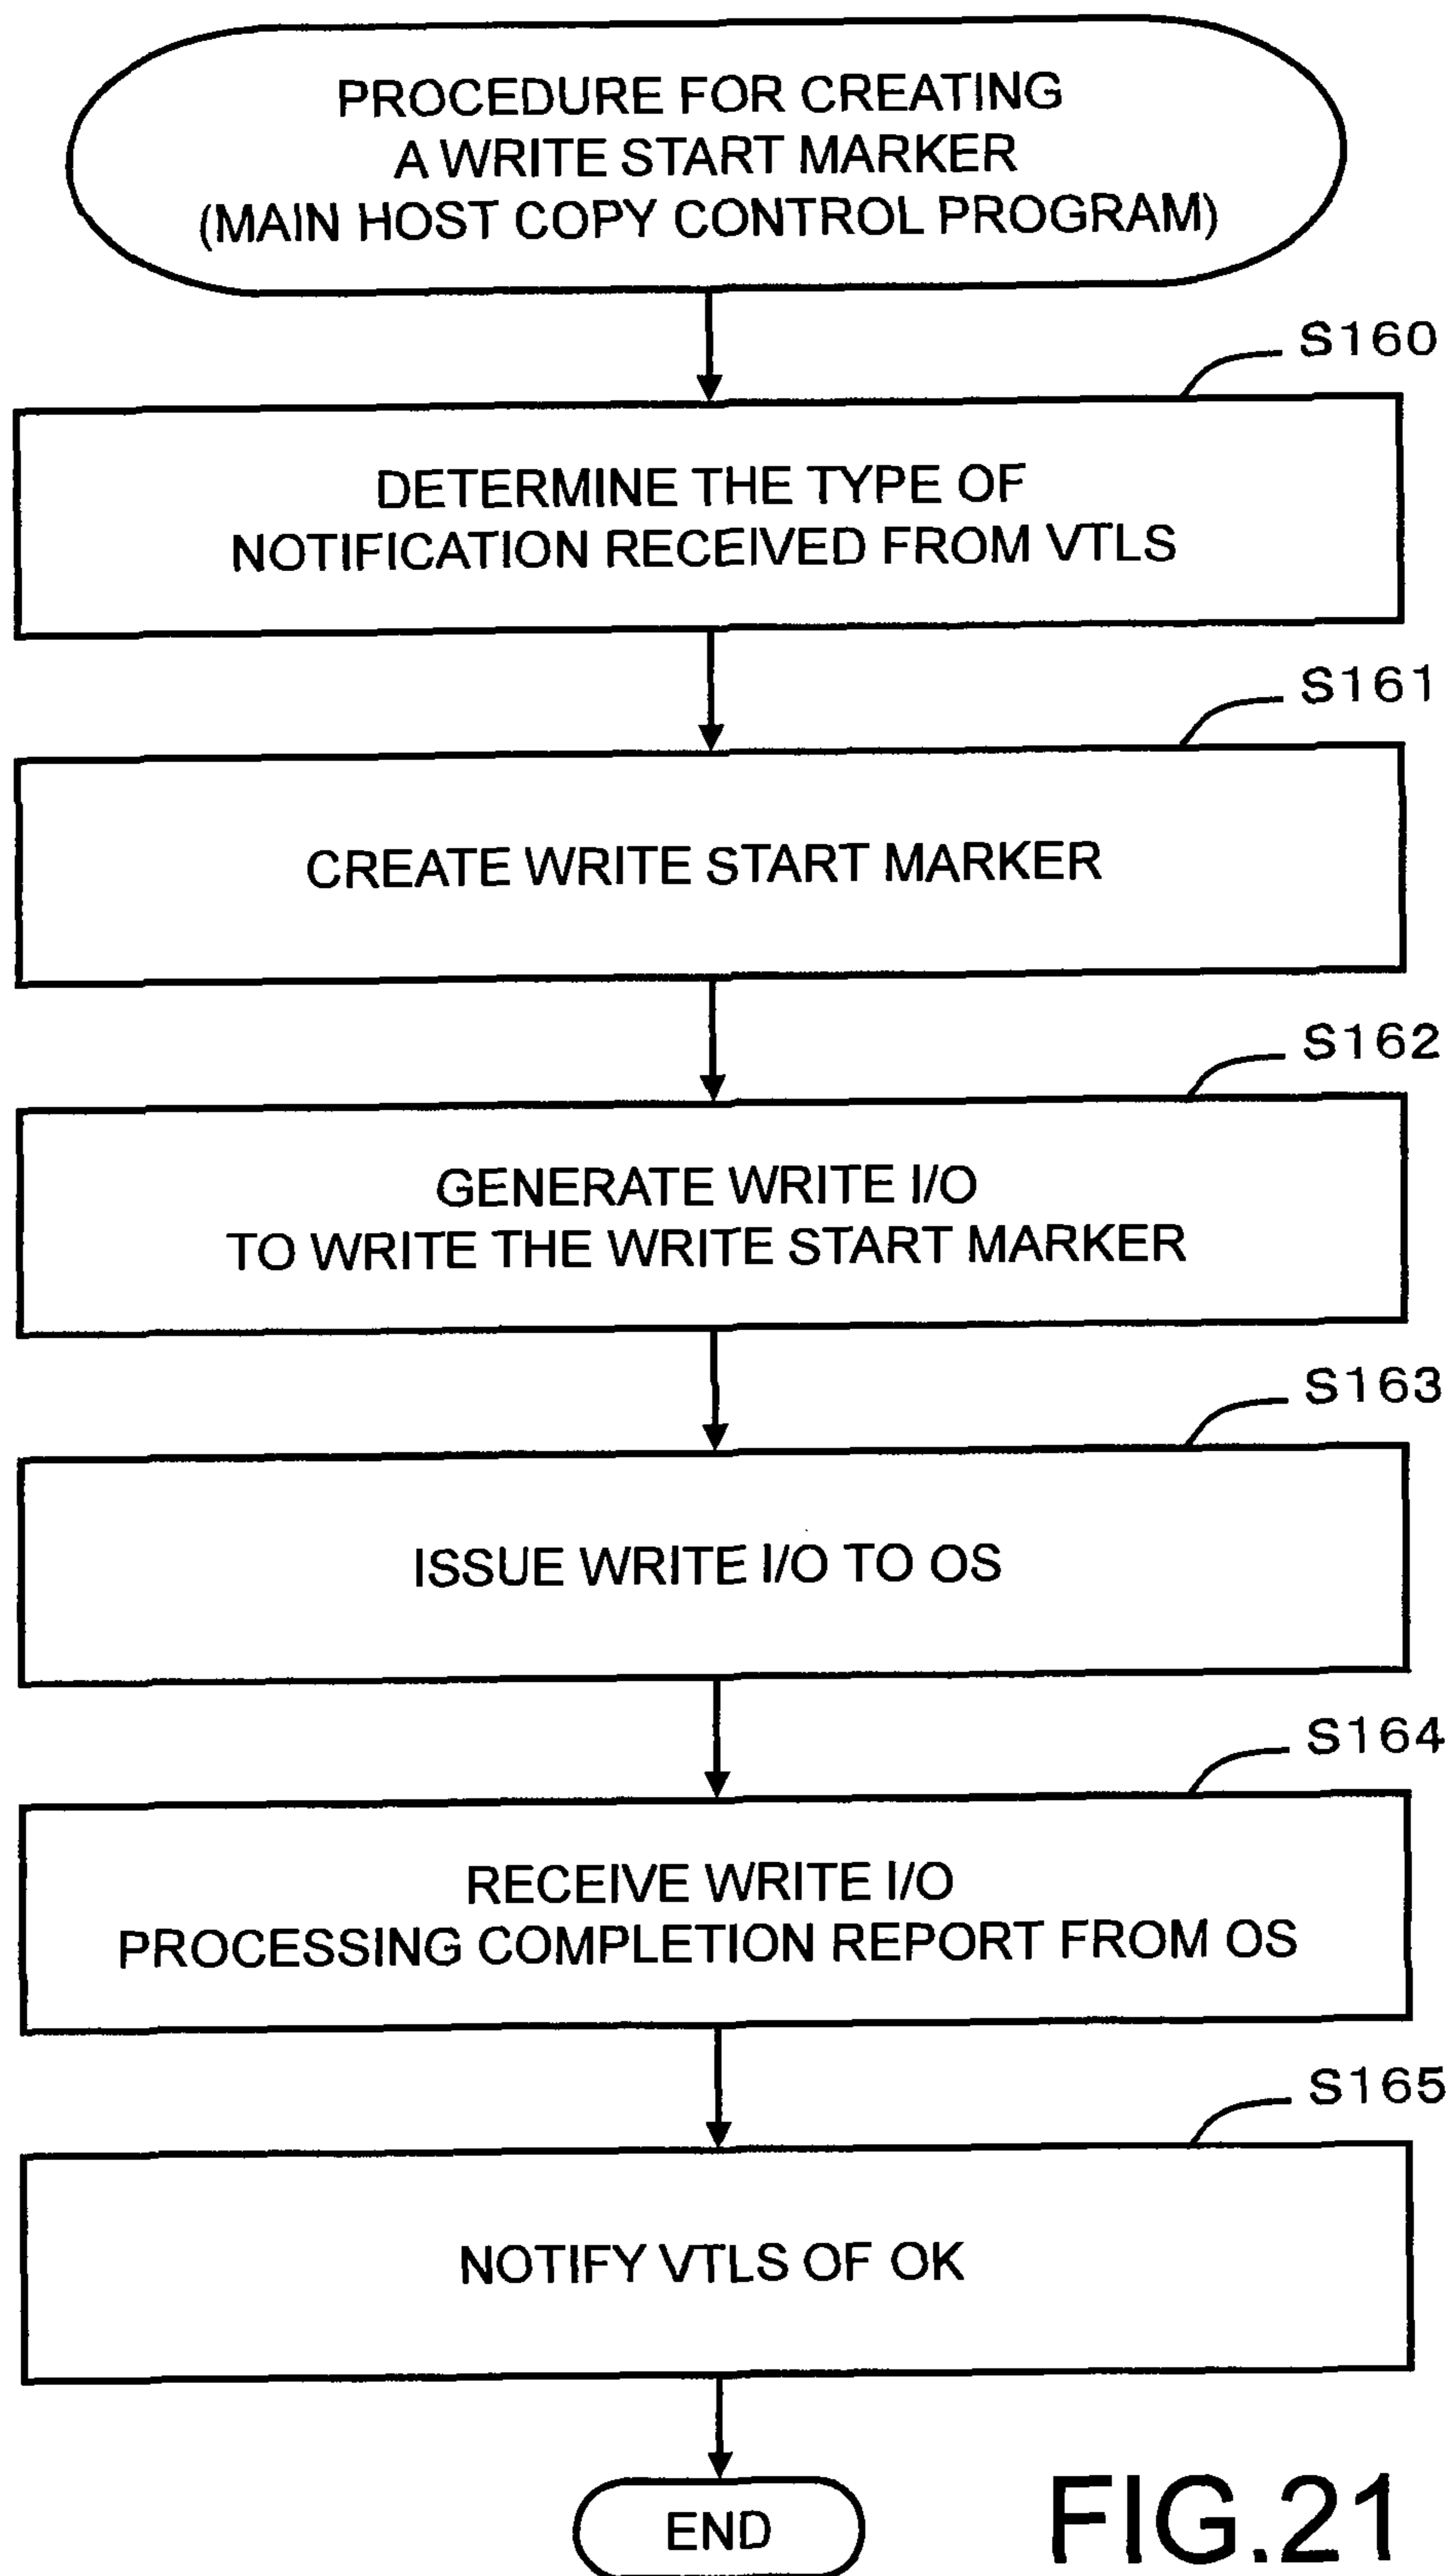 PROCEDURE FOR CREATING
A WRITE START MARKER
(MAIN HOST COPY CONTROL PROGRAM)
S160
DETERMINE THE TYPE OF
NOTIFICATION RECEIVED FROM VTLS
S161
CREATE WRITE START MARKER
S162
GENERATE WRITE I/O
TO WRITE THE WRITE START MARKER
S163
ISSUE WRITE I/O TO OS
S164
RECEIVE WRITE I/O
PROCESSING COMPLETION REPORT FROM OS
S165
NOTIFY VTLS OF OK
END
FIG.21